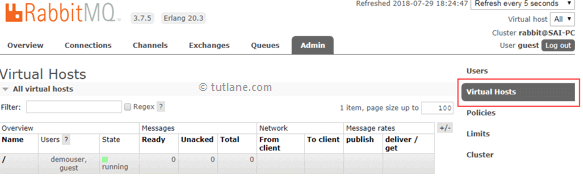 RabbitMQ TM 3.7.5 Erlang 20.3
Refreshed 2018-07-29 18:24:47 Refresh every 5 seconds
Virtual host All
Cluster rabbit@SAI-PC
User guest Log out
Overview Connections Channels Exchanges Queues Admin
Virtual Hosts
All virtual hosts
© tutlane.com
Filter: Regex ?
1 item, page size up to 100
Overview Messages Network Message rates +/-
Name Users ? State Ready Unacked Total From client To client publish deliver / get
/ demouser, guest running 0 0 0
Users
Virtual Hosts
Policies
Limits
Cluster